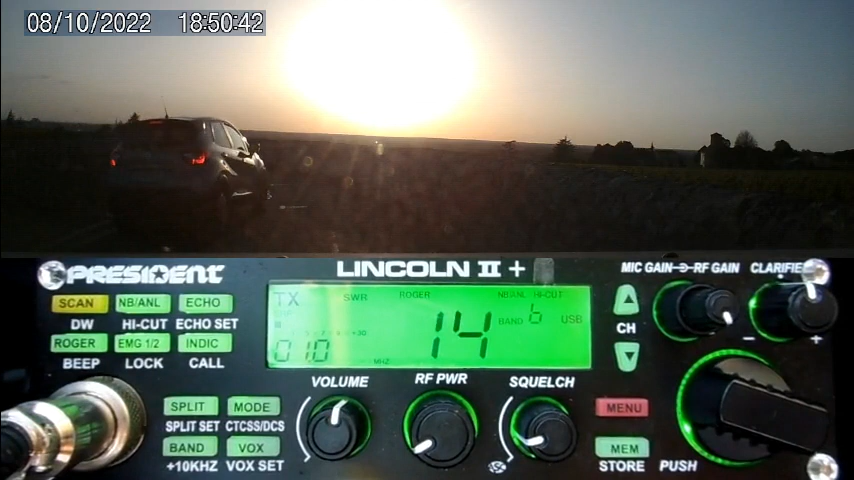 08/10/2022 18:50:42
PRESIDENT LINCOLN II + MIC GAIN RF GAIN CLARIFIER
SCAN NB/ANL ECHO
DW HI-CUT ECHO SET
ROGER EMG 1/2 INDIC
BEEP LOCK CALL
TX SWR ROGER NB/ANL HI-CUT
14 BAND 6 USB
01.0 MHZ
CH
- +
VOLUME RF PWR SQUELCH
SPLIT MODE
SPLIT SET CTCSS/DCS
BAND VOX
+10KHZ VOX SET
MENU
MEM
STORE PUSH